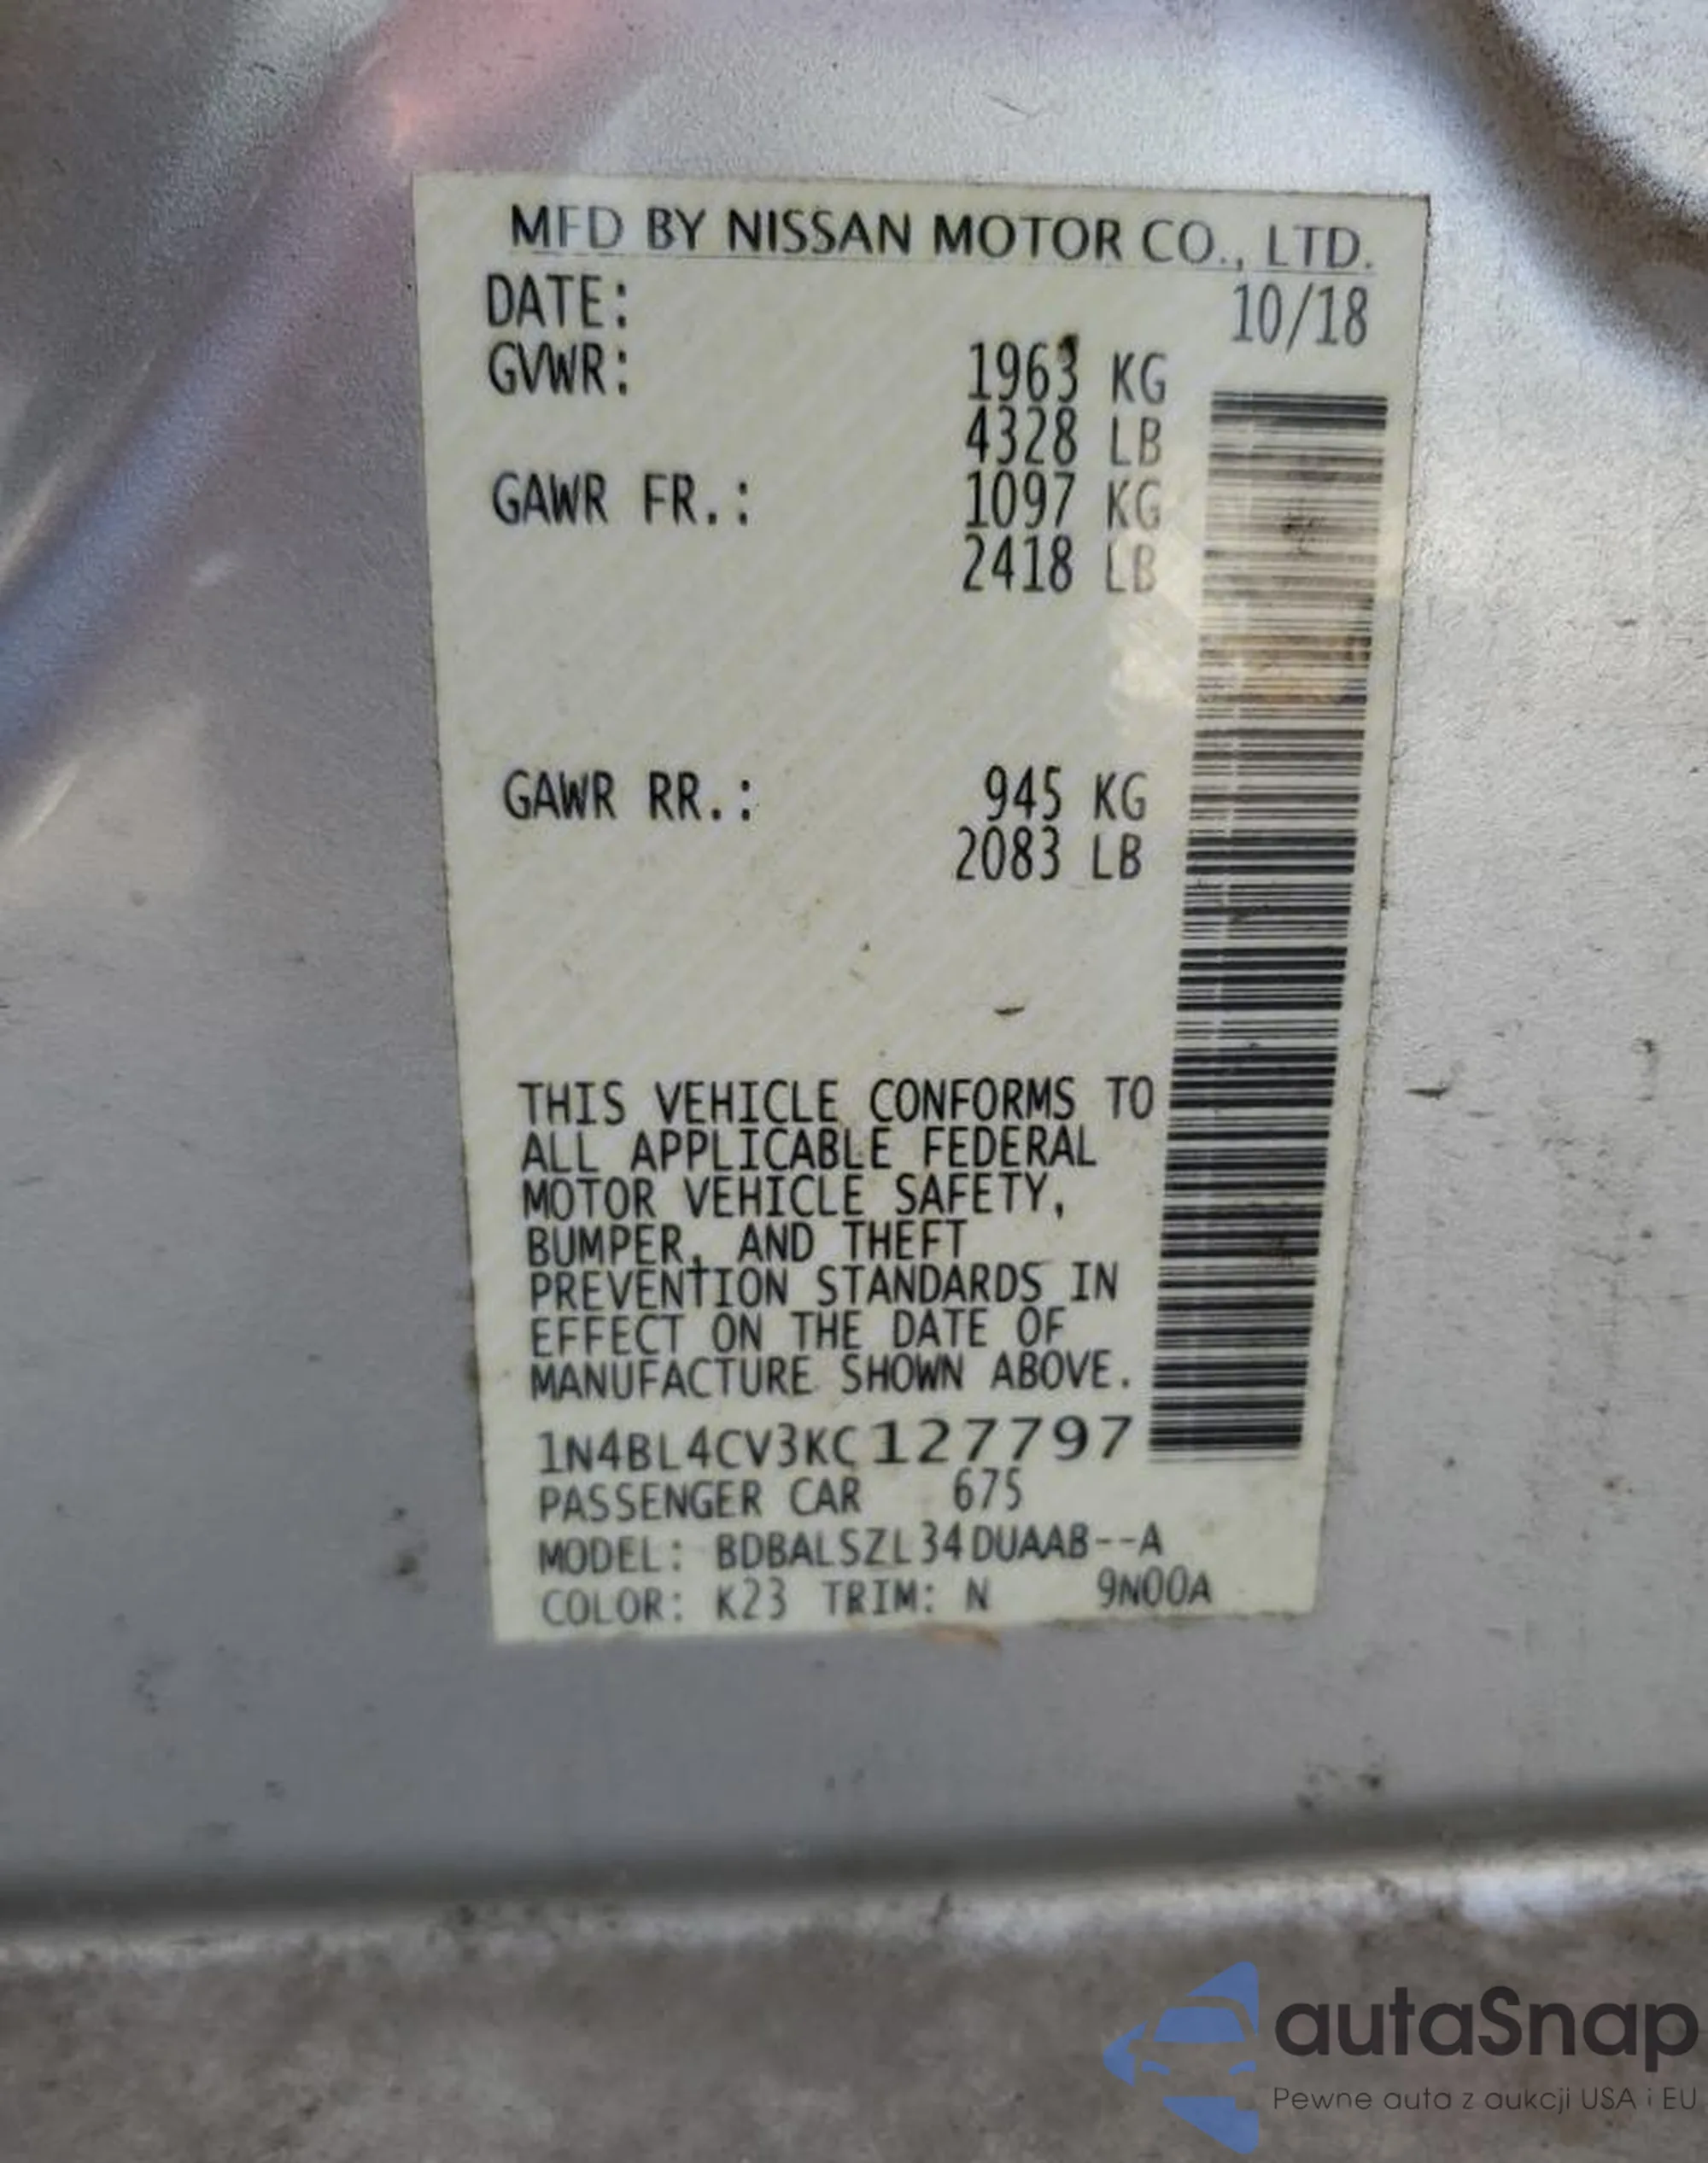 MFD BY NISSAN MOTOR CO., LTD.
DATE: 10/18
GVWR: 1963 KG
4328 LB
GAWR FR.: 1097 KG
2418 LB
GAWR RR.: 945 KG
2083 LB
THIS VEHICLE CONFORMS TO
ALL APPLICABLE FEDERAL
MOTOR VEHICLE SAFETY,
BUMPER, AND THEFT
PREVENTION STANDARDS IN
EFFECT ON THE DATE OF
MANUFACTURE SHOWN ABOVE.
1N4BL4CV3KC127797
PASSENGER CAR 675
MODEL: BDBALSZL34DUAAB--A
COLOR: K23 TRIM: N 9N00A
autaSnap
Pewne auta z aukcji USA i EU